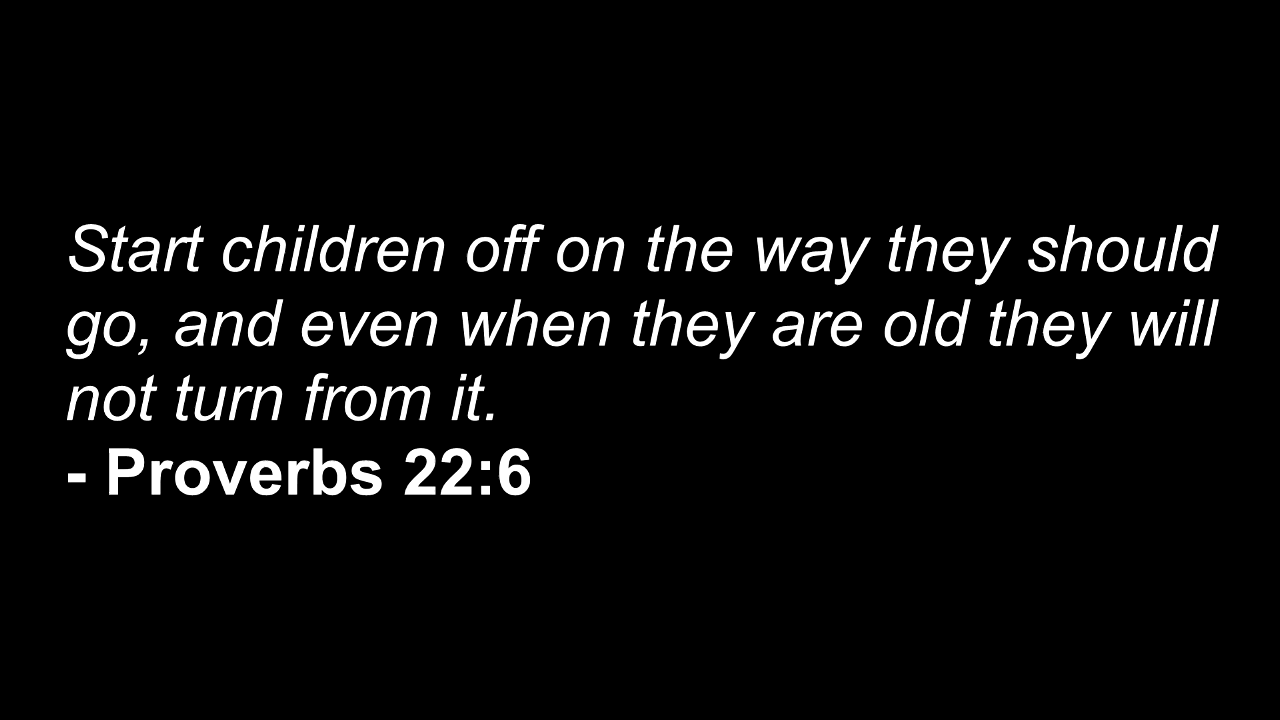 Start children off on the way they should
go, and even when they are old they will
not turn from it.
- Proverbs 22:6